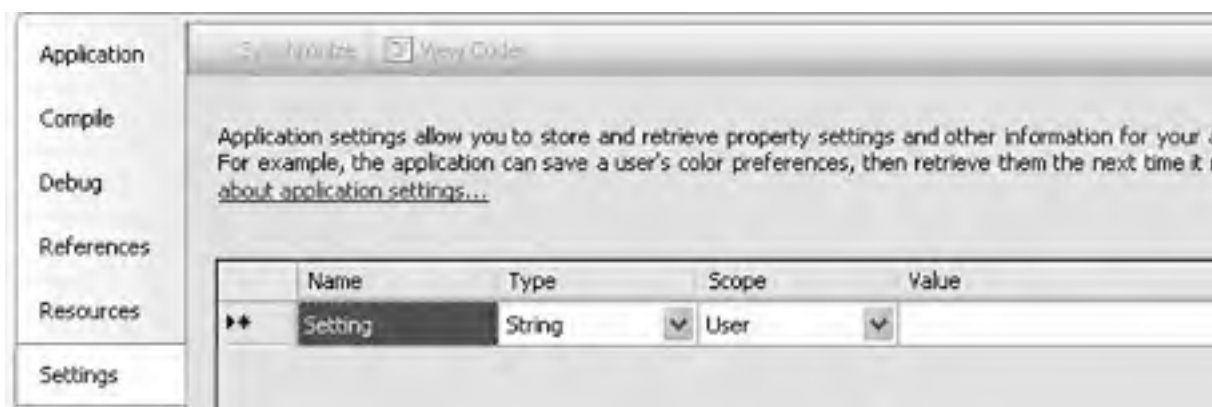 Application
Compile
Debug
References
Resources
Settings
Synchronize View Code
Application settings allow you to store and retrieve property settings and other information for your
For example, the application can save a user's color preferences, then retrieve them the next time it
about application settings...
Name Type Scope Value
Setting String User